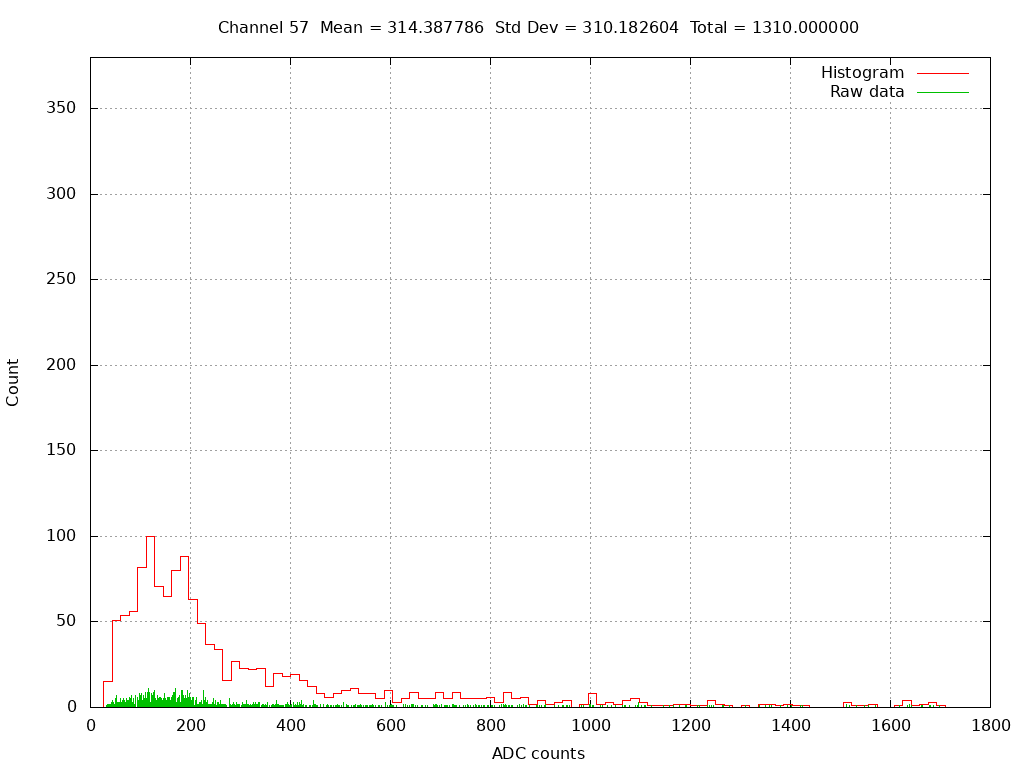 Channel 57  Mean = 314.387786  Std Dev = 310.182604  Total = 1310.000000
Histogram
Raw data
350
300
250
200
150
100
50
0
Count
0 200 400 600 800 1000 1200 1400 1600 1800
ADC counts